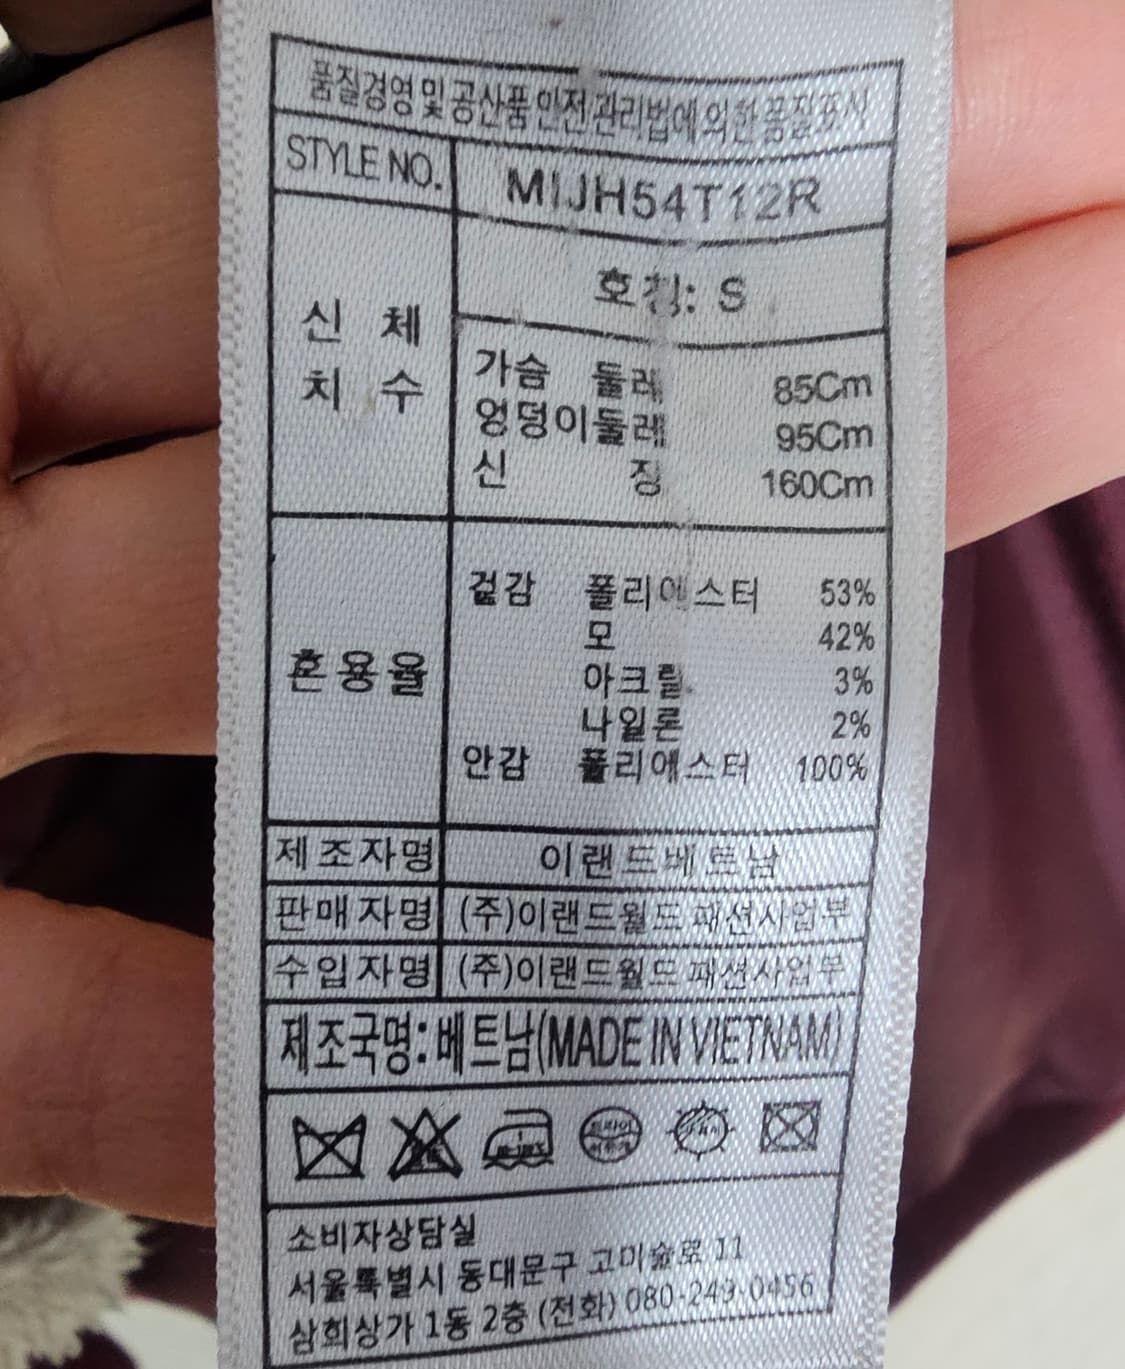 품질경영 및 공산품 안전관리법에 의한 품질표시
STYLE NO. MIJH54T12R
신 체 치 수
호칭: S
가슴 둘레 85Cm
엉덩이둘레 95Cm
신 장 160Cm
혼용율
겉감 폴리에스터 53%
모 42%
아크릴 3%
나일론 2%
안감 폴리애스터 100%
제조자명 이랜드베트남
판매자명 (주)이랜드월드 패션사업부
수입자명 (주)이랜드월드 패션사업부
제조국명:베트남(MADE IN VIETNAM)
드라이
소비자상담실
서울특별시 동대문구 고미술로 11
삼희상가 1동 2층 (전화) 080-249-0456